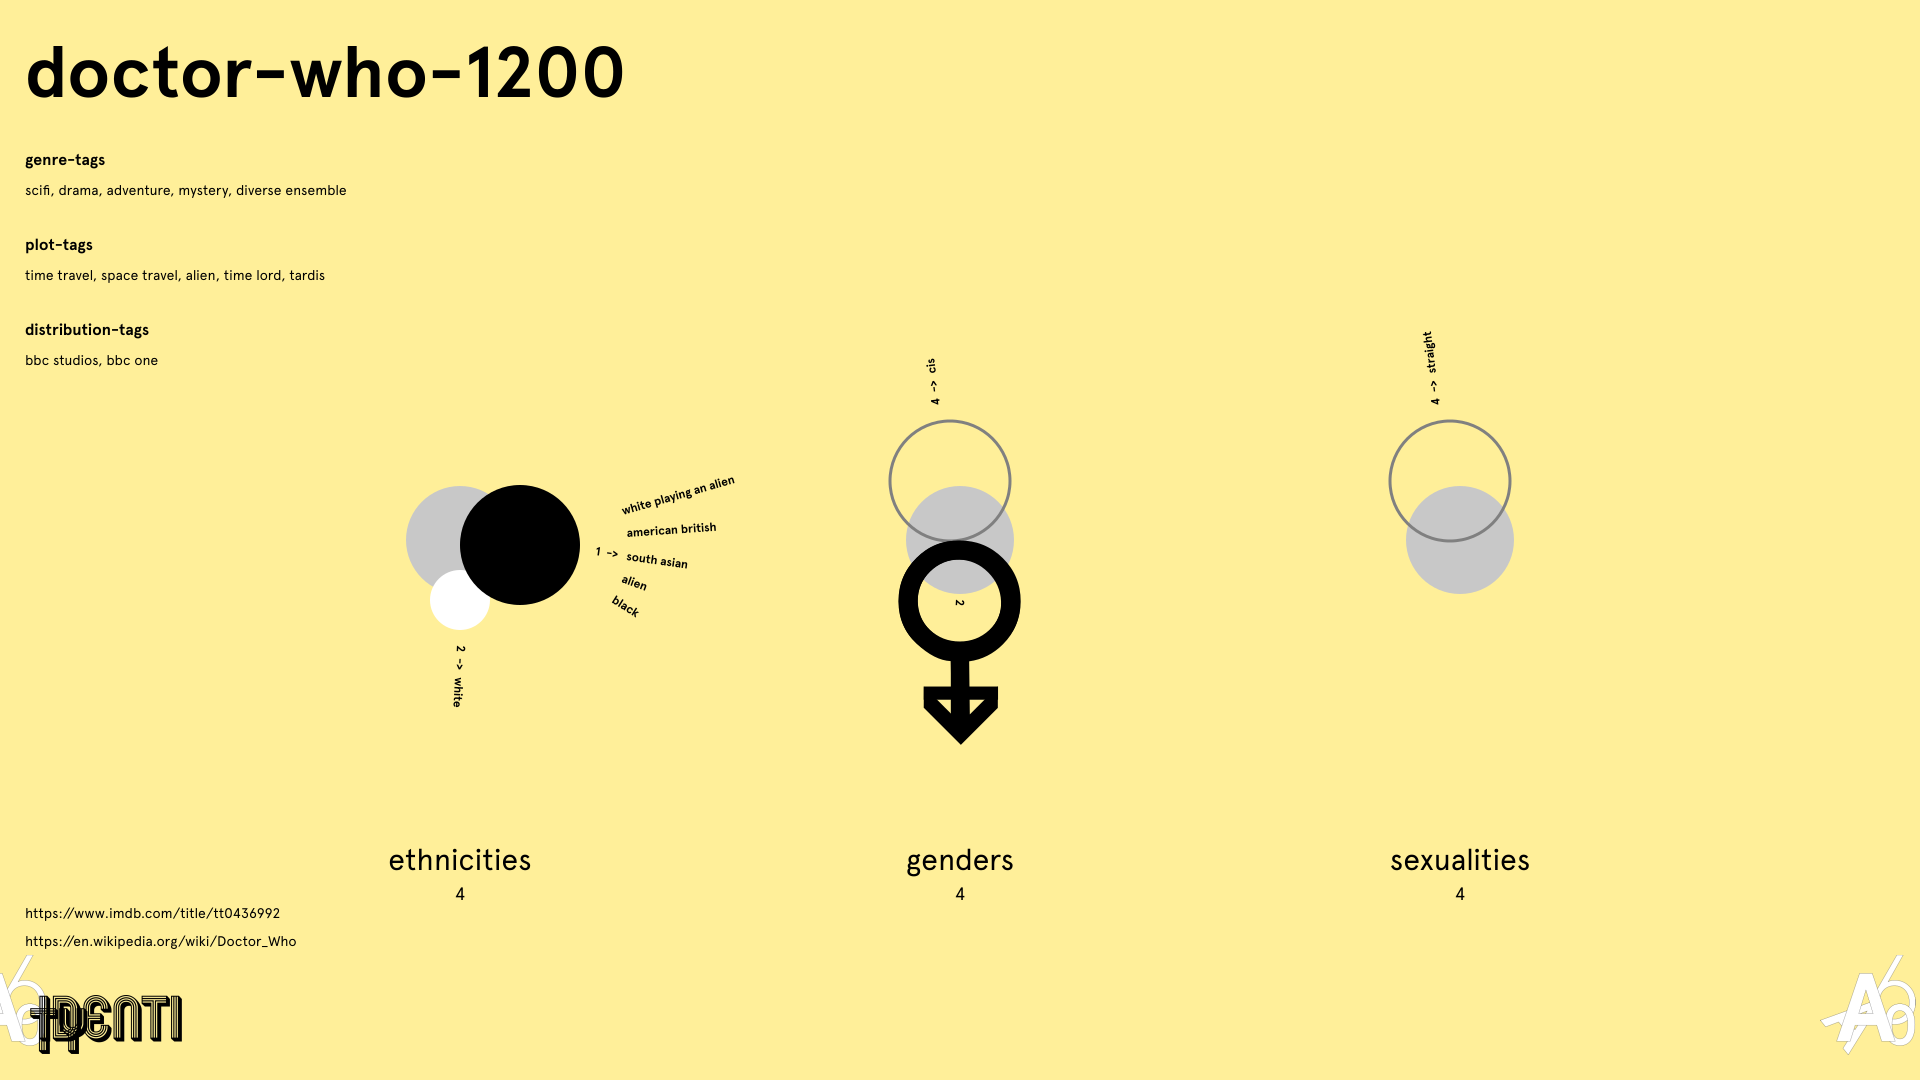 doctor-who-1200
genre-tags
scifi, drama, adventure, mystery, diverse ensemble
plot-tags
time travel, space travel, alien, time lord, tardis
distribution-tags
bbc studios, bbc one
white playing an alien
american british
1 -> south asian
alien
black
2 -> white
ethnicities
4
4 -> cis
2
genders
4
4 -> straight
sexualities
4
https://www.imdb.com/title/tt0436992
https://en.wikipedia.org/wiki/Doctor_Who
IDENTI